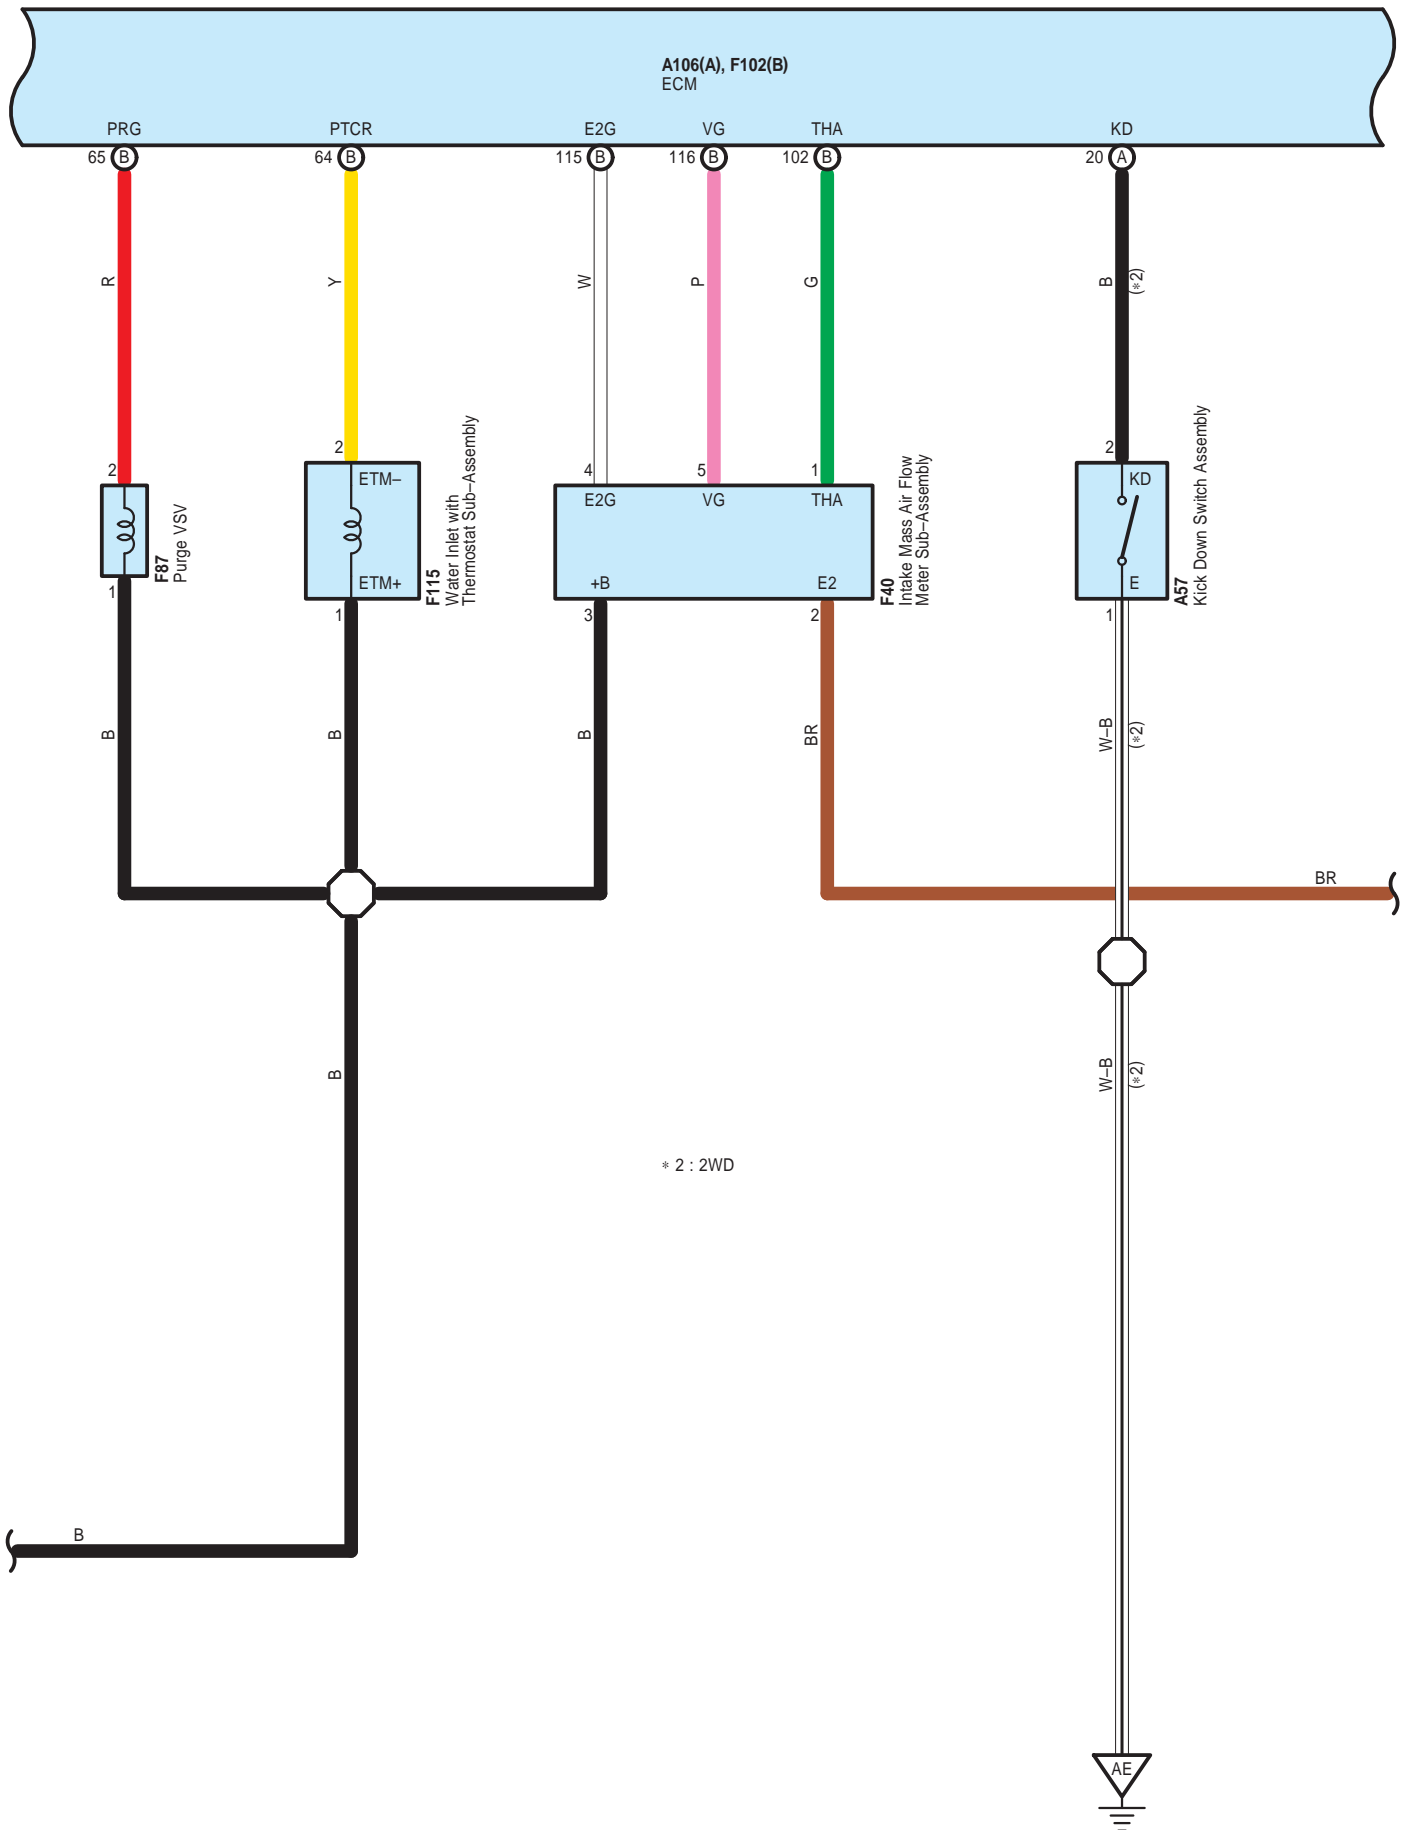 A106(A), F102(B)
ECM
PRG PTCR E2G VG THA KD
65 B 64 B 115 B 116 B 102 B 20 A
R Y W P G B (*2)
2
ETM–
ETM+
1
F115
Water Inlet with
Thermostat Sub–Assembly
2
1
F87
Purge VSV
4 5 1
E2G VG THA
+B E2
3 2
F40
Intake Mass Air Flow
Meter Sub–Assembly
2
KD
E
1
A57
Kick Down Switch Assembly
B B B BR W–B (*2)
BR
B W–B (*2)
* 2 : 2WD
B
AE